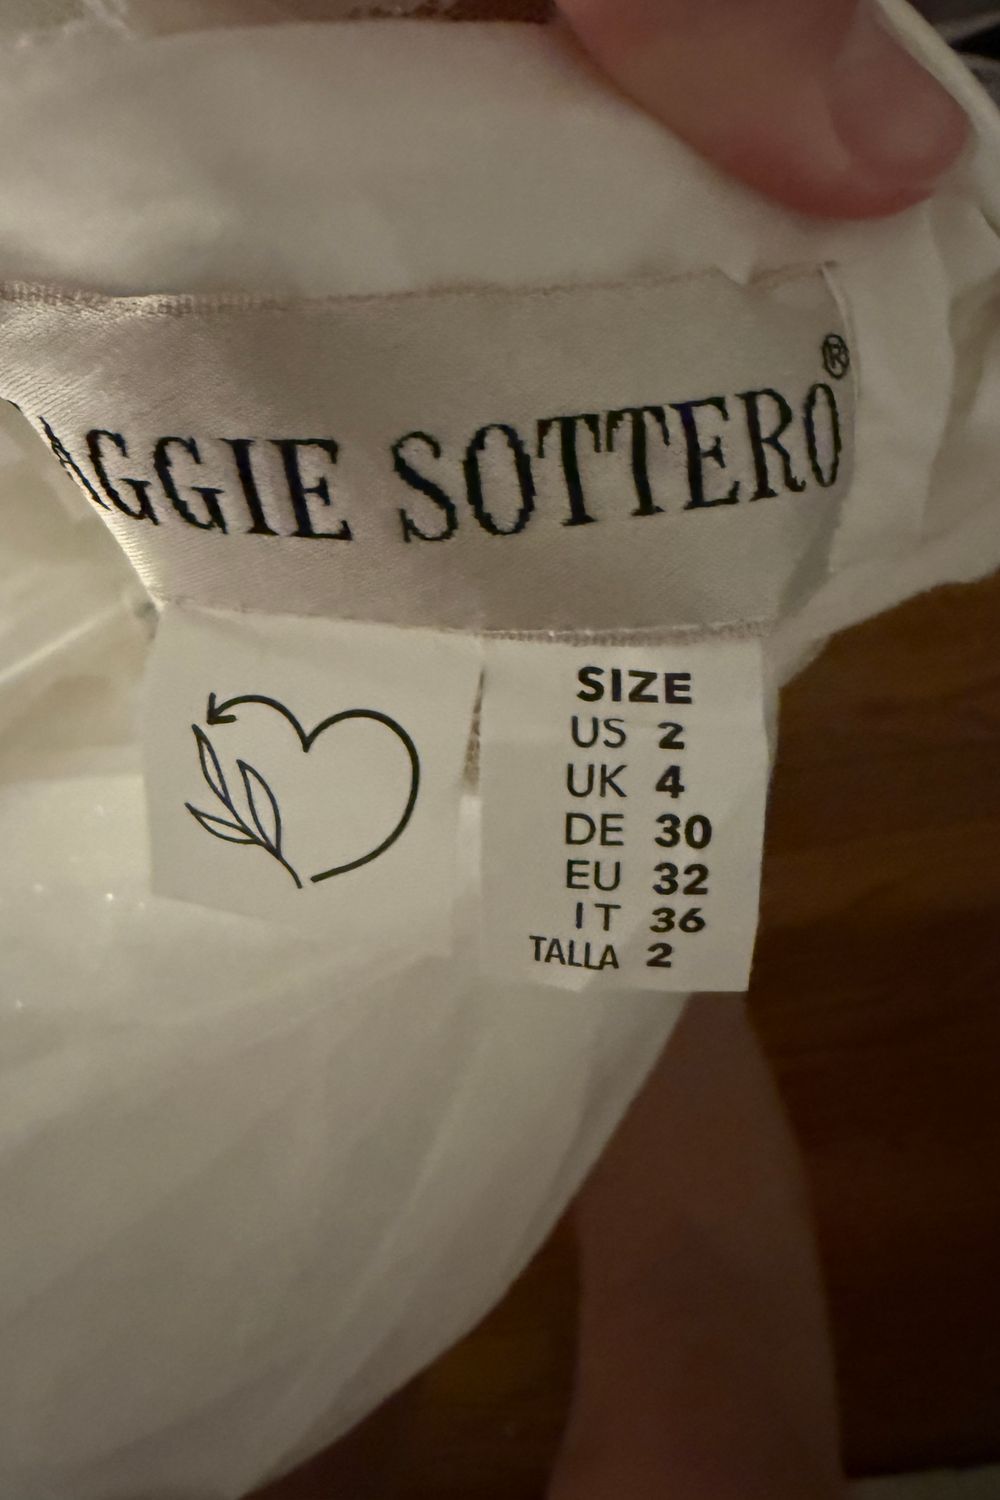 AGGIE SOTTERO®
SIZE
US 2
UK 4
DE 30
EU 32
IT 36
TALLA 2